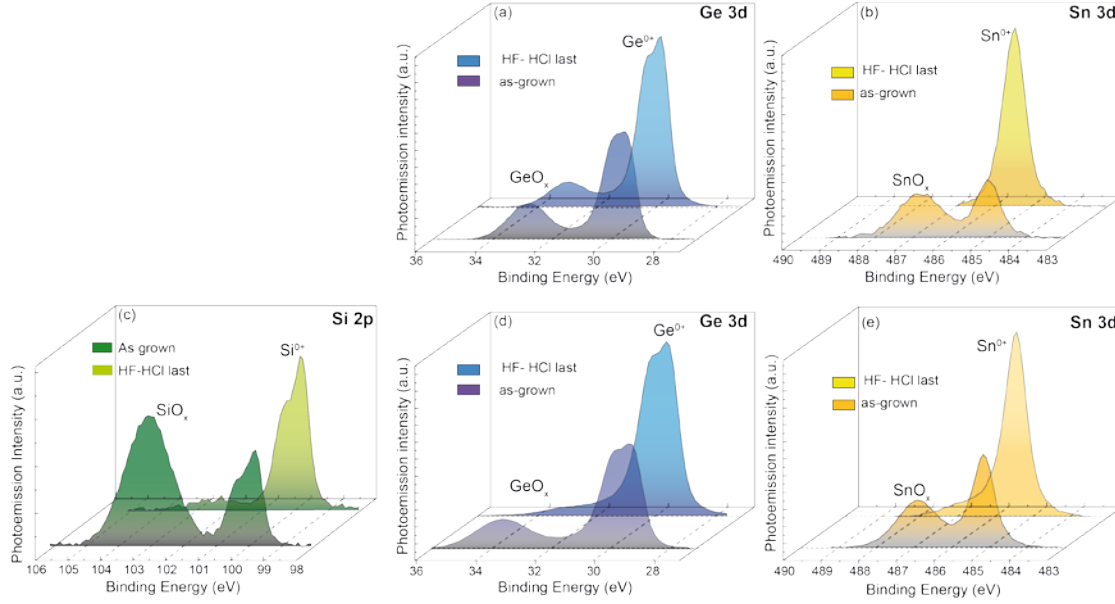 (a)
Ge 3d
Photoemission intensity (a.u.)
HF- HCl last
as-grown
Ge0+
GeOx
36 34 32 30 28
Binding Energy (eV)
(b)
Sn 3d
Photoemission intensity (a.u.)
HF- HCl last
as-grown
Sn0+
SnOx
490 489 488 487 486 485 484 483
Binding Energy (eV)
(c)
Si 2p
Photoemission Intensity (a.u.)
As grown
HF-HCl last
Si0+
SiOx
106 105 104 103 102 101 100 99 98
Binding Energy (eV)
(d)
Ge 3d
Photoemission intensity (a.u.)
HF- HCl last
as-grown
Ge0+
GeOx
36 34 32 30 28
Binding Energy (eV)
(e)
Sn 3d
Photoemission intensity (a.u.)
HF- HCl last
as-grown
Sn0+
SnOx
490 489 488 487 486 485 484 483
Binding Energy (eV)